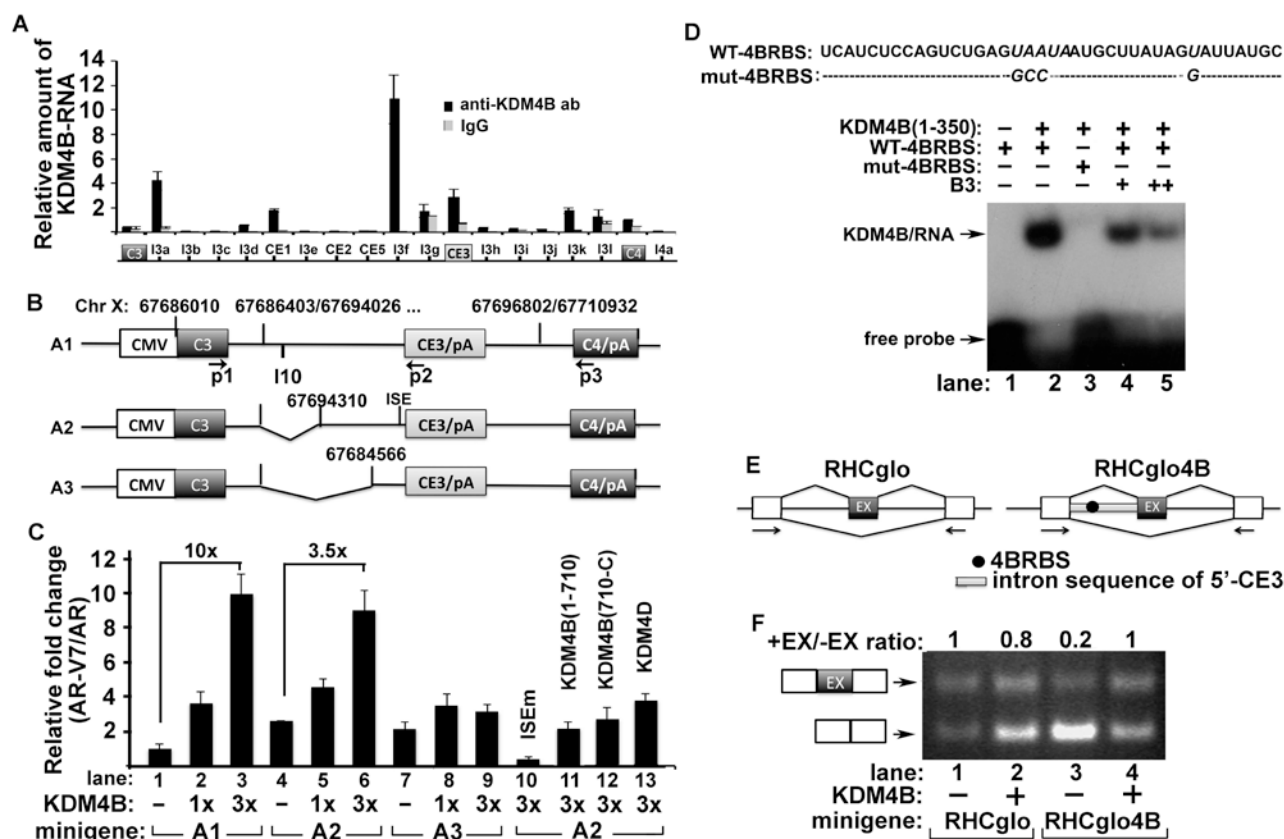 A
Relative amount of
KDM4B-RNA
14
12
10
8
6
4
2
anti-KDM4B ab
IgG
C3 I3a I3b I3c I3d CE1 I3e CE2 CE5 I3f I3g CE3 I3h I3i I3j I3k I3l C4 I4a
B
Chr X: 67686010 67686403/67694026 ... 67696802/67710932
A1 CMV C3 CE3/pA C4/pA
p1 I10 p2 p3
67694310 ISE
A2 CMV C3 CE3/pA C4/pA
67684566
A3 CMV C3 CE3/pA C4/pA
C
Relative fold change
(AR-V7/AR)
12
10
8
6
4
2
10x 3.5x
ISEm
KDM4B(1-710)
KDM4B(710-C)
KDM4D
lane: 1 2 3 4 5 6 7 8 9 10 11 12 13
KDM4B: – 1x 3x – 1x 3x – 1x 3x 3x 3x 3x 3x
minigene: A1 A2 A3 A2
D
WT-4BRBS: UCAUCUCCAGUCUGAGUAAUAAUGCUUAUAGUAUUAUGC
mut-4BRBS: ----------------GCC------------G-------
KDM4B(1-350): – + + + +
WT-4BRBS: + + – + +
mut-4BRBS: – – + – –
B3: – – – + ++
KDM4B/RNA
free probe
lane: 1 2 3 4 5
E
RHCglo RHCglo4B
EX EX
4BRBS
intron sequence of 5'-CE3
F
+EX/-EX ratio: 1 0.8 0.2 1
EX
lane 1 2 3 4
KDM4B: – + – +
minigene: RHCglo RHCglo4B